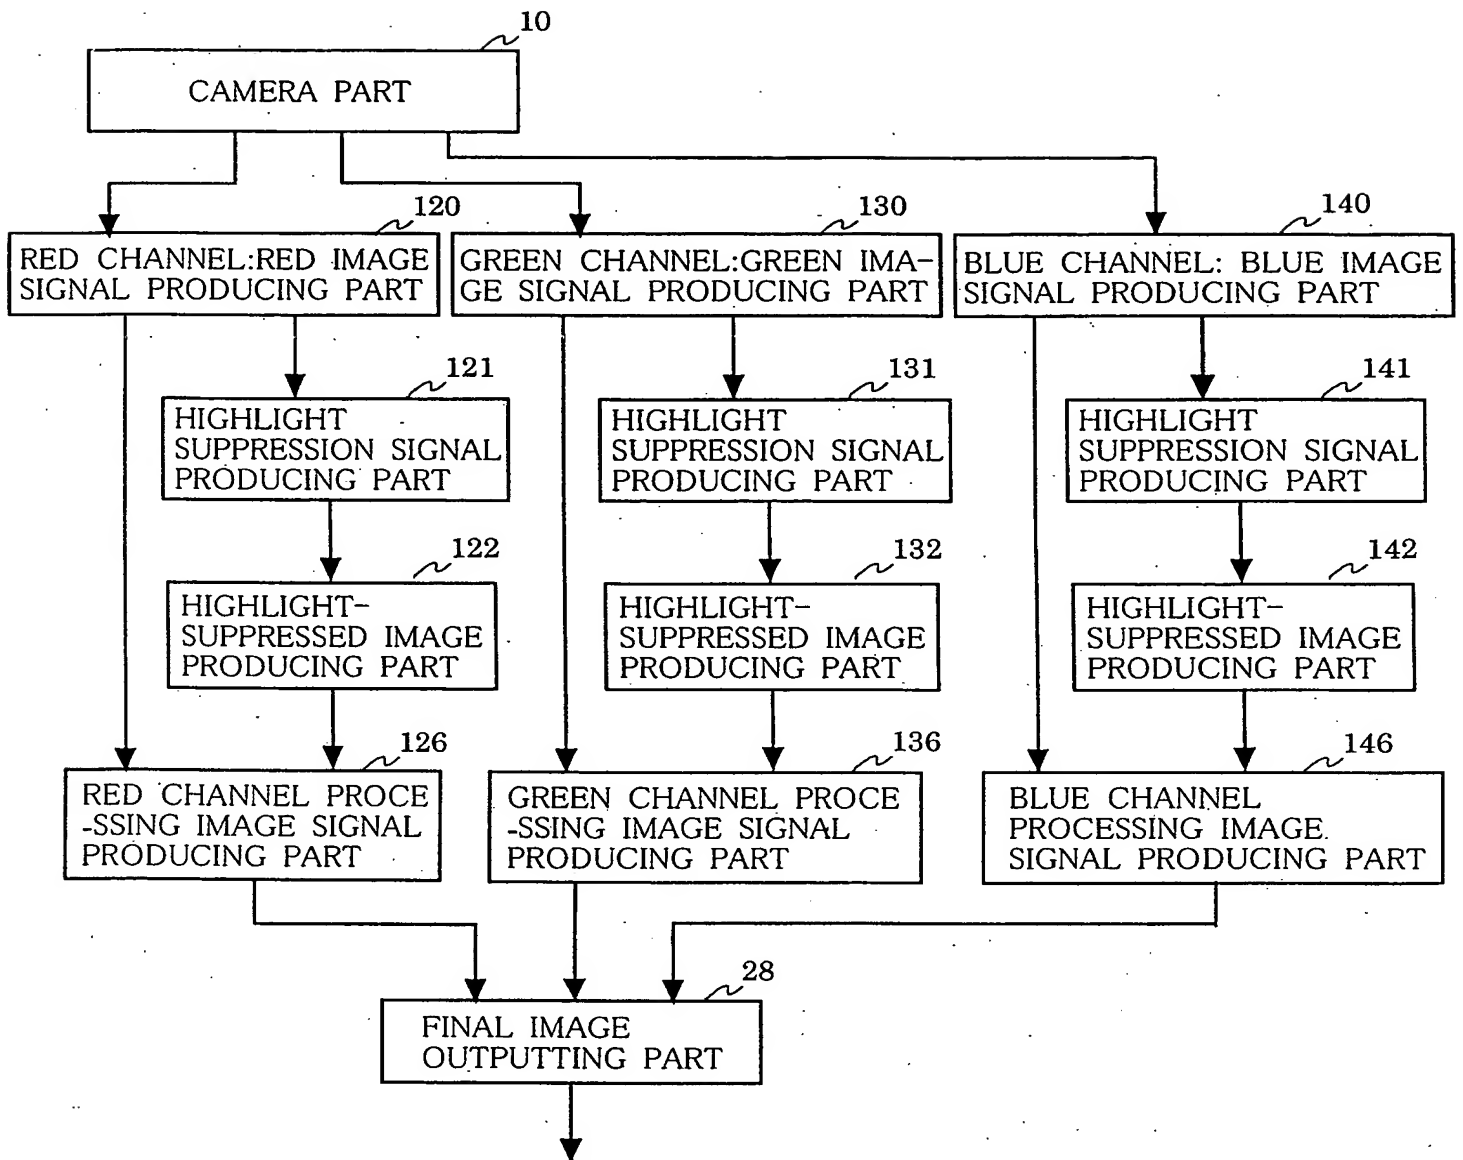 10
CAMERA PART
120
130
140
RED CHANNEL:RED IMAGE
SIGNAL PRODUCING PART
GREEN CHANNEL:GREEN IMA-
GE SIGNAL PRODUCING PART
BLUE CHANNEL: BLUE IMAGE
SIGNAL PRODUCING PART
121
131
141
HIGHLIGHT
SUPPRESSION SIGNAL
PRODUCING PART
HIGHLIGHT
SUPPRESSION SIGNAL
PRODUCING PART
HIGHLIGHT
SUPPRESSION SIGNAL
PRODUCING PART
122
132
142
HIGHLIGHT-
SUPPRESSED IMAGE
PRODUCING PART
HIGHLIGHT-
SUPPRESSED IMAGE
PRODUCING PART
HIGHLIGHT-
SUPPRESSED IMAGE
PRODUCING PART
126
136
146
RED CHANNEL PROCE
-SSING IMAGE SIGNAL
PRODUCING PART
GREEN CHANNEL PROCE
-SSING IMAGE SIGNAL
PRODUCING PART
BLUE CHANNEL
PROCESSING IMAGE
SIGNAL PRODUCING PART
28
FINAL IMAGE
OUTPUTTING PART